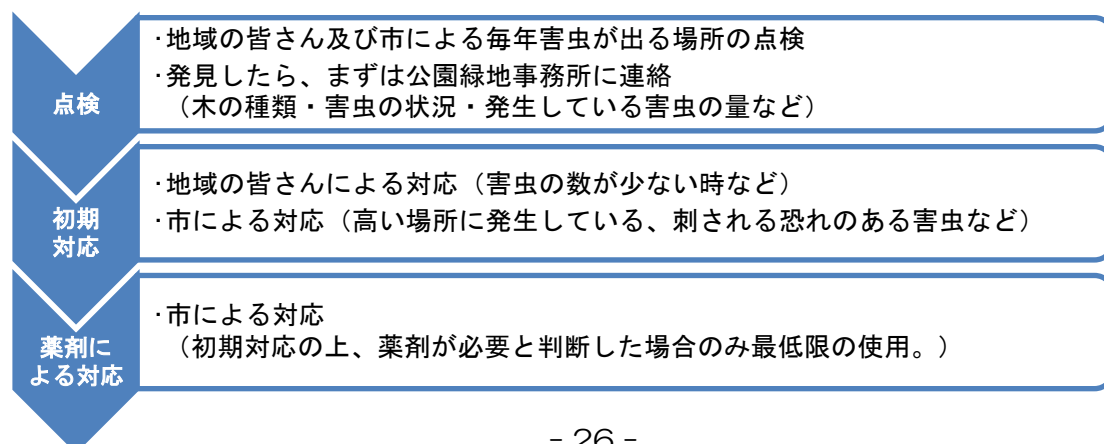 点検
・地域の皆さん及び市による毎年害虫が出る場所の点検
・発見したら、まずは公園緑地事務所に連絡
（木の種類・害虫の状況・発生している害虫の量など）
初期
対応
・地域の皆さんによる対応（害虫の数が少ない時など）
・市による対応（高い場所に発生している、刺される恐れのある害虫など）
薬剤に
よる対応
・市による対応
（初期対応の上、薬剤が必要と判断した場合のみ最低限の使用。）
- 26 -